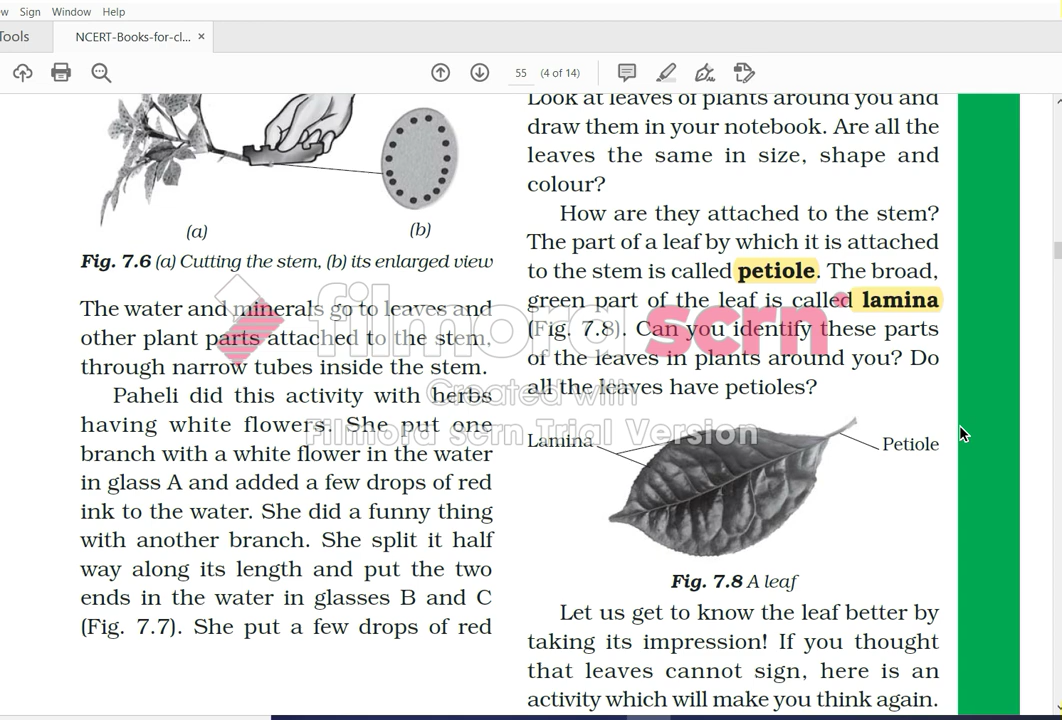 Sign Window Help
Tools
NCERT-Books-for-cl... ×
55 (4 of 14)
(a)
(b)
Fig. 7.6 (a) Cutting the stem, (b) its enlarged view
The water and minerals go to leaves and
other plant parts attached to the stem,
through narrow tubes inside the stem.
Paheli did this activity with herbs
having white flowers. She put one
branch with a white flower in the water
in glass A and added a few drops of red
ink to the water. She did a funny thing
with another branch. She split it half
way along its length and put the two
ends in the water in glasses B and C
(Fig. 7.7). She put a few drops of red
Look at leaves of plants around you and
draw them in your notebook. Are all the
leaves the same in size, shape and
colour?
How are they attached to the stem?
The part of a leaf by which it is attached
to the stem is called petiole. The broad,
green part of the leaf is called lamina
(Fig. 7.8). Can you identify these parts
of the leaves in plants around you? Do
all the leaves have petioles?
Lamina
Petiole
Fig. 7.8 A leaf
Let us get to know the leaf better by
taking its impression! If you thought
that leaves cannot sign, here is an
activity which will make you think again.
filmora scrn
Created with
Filmora scrn Trial Version